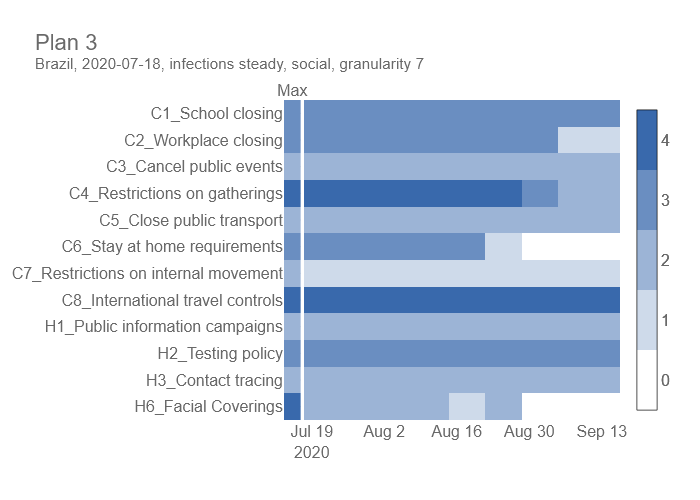 Plan 3
Brazil, 2020-07-18, infections steady, social, granularity 7
Max
C1_School closing
C2_Workplace closing
C3_Cancel public events
C4_Restrictions on gatherings
C5_Close public transport
C6_Stay at home requirements
C7_Restrictions on internal movement
C8_International travel controls
H1_Public information campaigns
H2_Testing policy
H3_Contact tracing
H6_Facial Coverings
Jul 19 Aug 2 Aug 16 Aug 30 Sep 13
2020
4
3
2
1
0